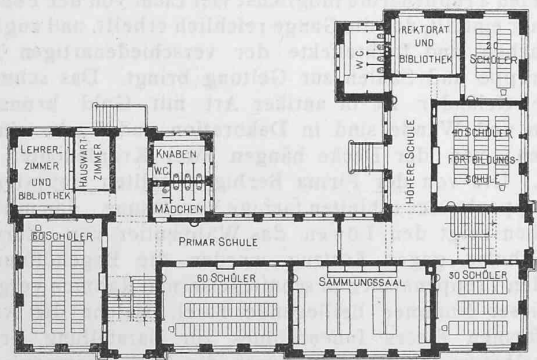 REKTORAT UND
BIBLIOTHEK
W C
20
SCHÜLER
40 SCHÜLER
FORTBILDUNGS-
SCHULE
HÖHERE SCHULE
LEHRER-
ZIMMER
UND
BIBLIOTHEK
HAUSWART-
ZIMMER
KNABEN
W.C.
MÄDCHEN
60 SCHÜLER
PRIMAR SCHULE
60 SCHÜLER
SAMMLUNGSSAAL
30 SCHÜLER